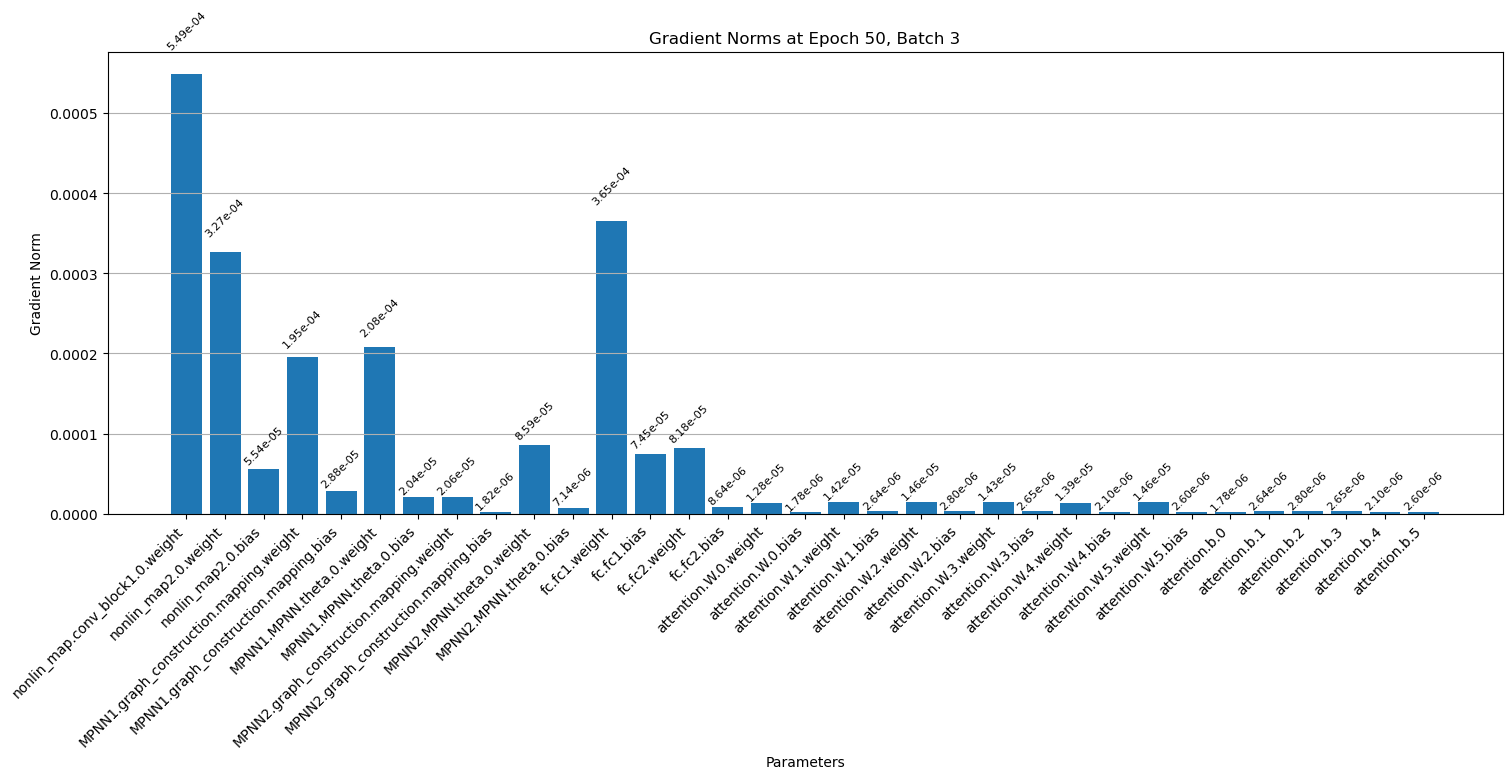 Gradient Norms at Epoch 50, Batch 3
Gradient Norm
0.0005
0.0004
0.0003
0.0002
0.0001
0.0000
5.49e-04
3.27e-04
5.54e-05
1.95e-04
2.88e-05
2.08e-04
2.04e-05
2.06e-05
1.82e-06
8.59e-05
7.14e-06
3.65e-04
7.45e-05
8.18e-05
8.64e-06
1.28e-05
1.78e-06
1.42e-05
2.64e-06
1.46e-05
2.80e-06
1.43e-05
2.65e-06
1.39e-05
2.10e-06
1.46e-05
2.60e-06
1.78e-06
2.64e-06
2.80e-06
2.65e-06
2.10e-06
2.60e-06
nonlin_map.conv_block1.0.weight
nonlin_map2.0.weight
nonlin_map2.0.bias
MPNN1.graph_construction.mapping.weight
MPNN1.graph_construction.mapping.bias
MPNN1.MPNN.theta.0.weight
MPNN1.MPNN.theta.0.bias
MPNN2.graph_construction.mapping.weight
MPNN2.graph_construction.mapping.bias
MPNN2.MPNN.theta.0.weight
MPNN2.MPNN.theta.0.bias
fc.fc1.weight
fc.fc1.bias
fc.fc2.weight
fc.fc2.bias
attention.W.0.weight
attention.W.0.bias
attention.W.1.weight
attention.W.1.bias
attention.W.2.weight
attention.W.2.bias
attention.W.3.weight
attention.W.3.bias
attention.W.4.weight
attention.W.4.bias
attention.W.5.weight
attention.W.5.bias
attention.b.0
attention.b.1
attention.b.2
attention.b.3
attention.b.4
attention.b.5
Parameters